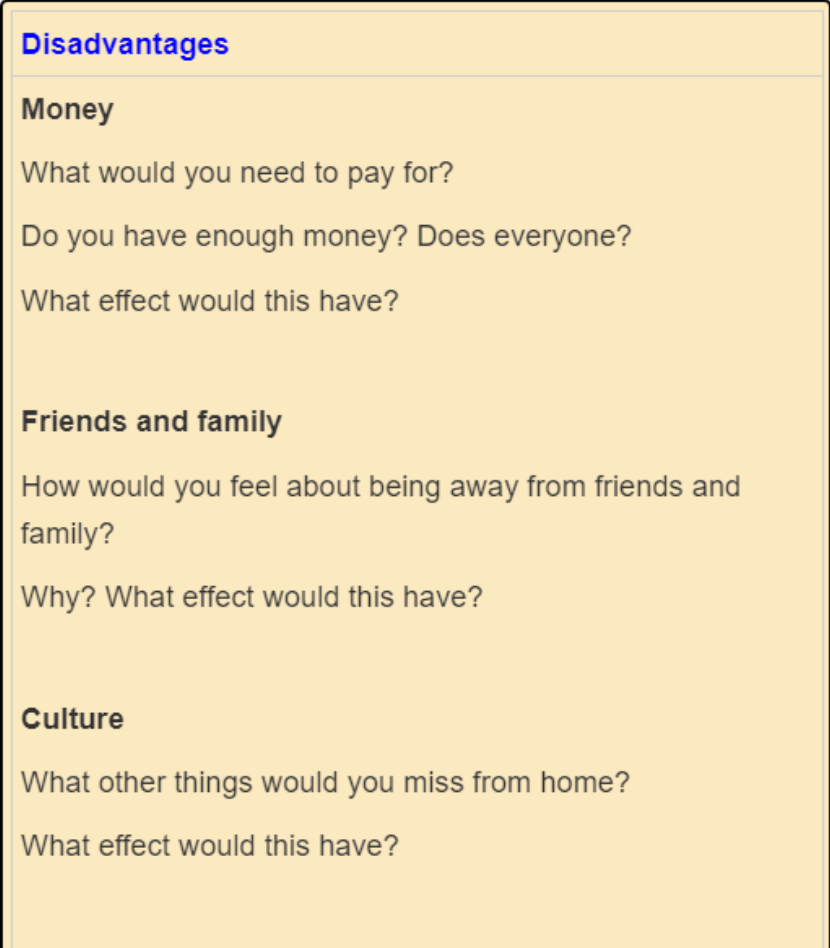 Disadvantages
Money
What would you need to pay for?
Do you have enough money? Does everyone?
What effect would this have?
Friends and family
How would you feel about being away from friends and
family?
Why? What effect would this have?
Culture
What other things would you miss from home?
What effect would this have?